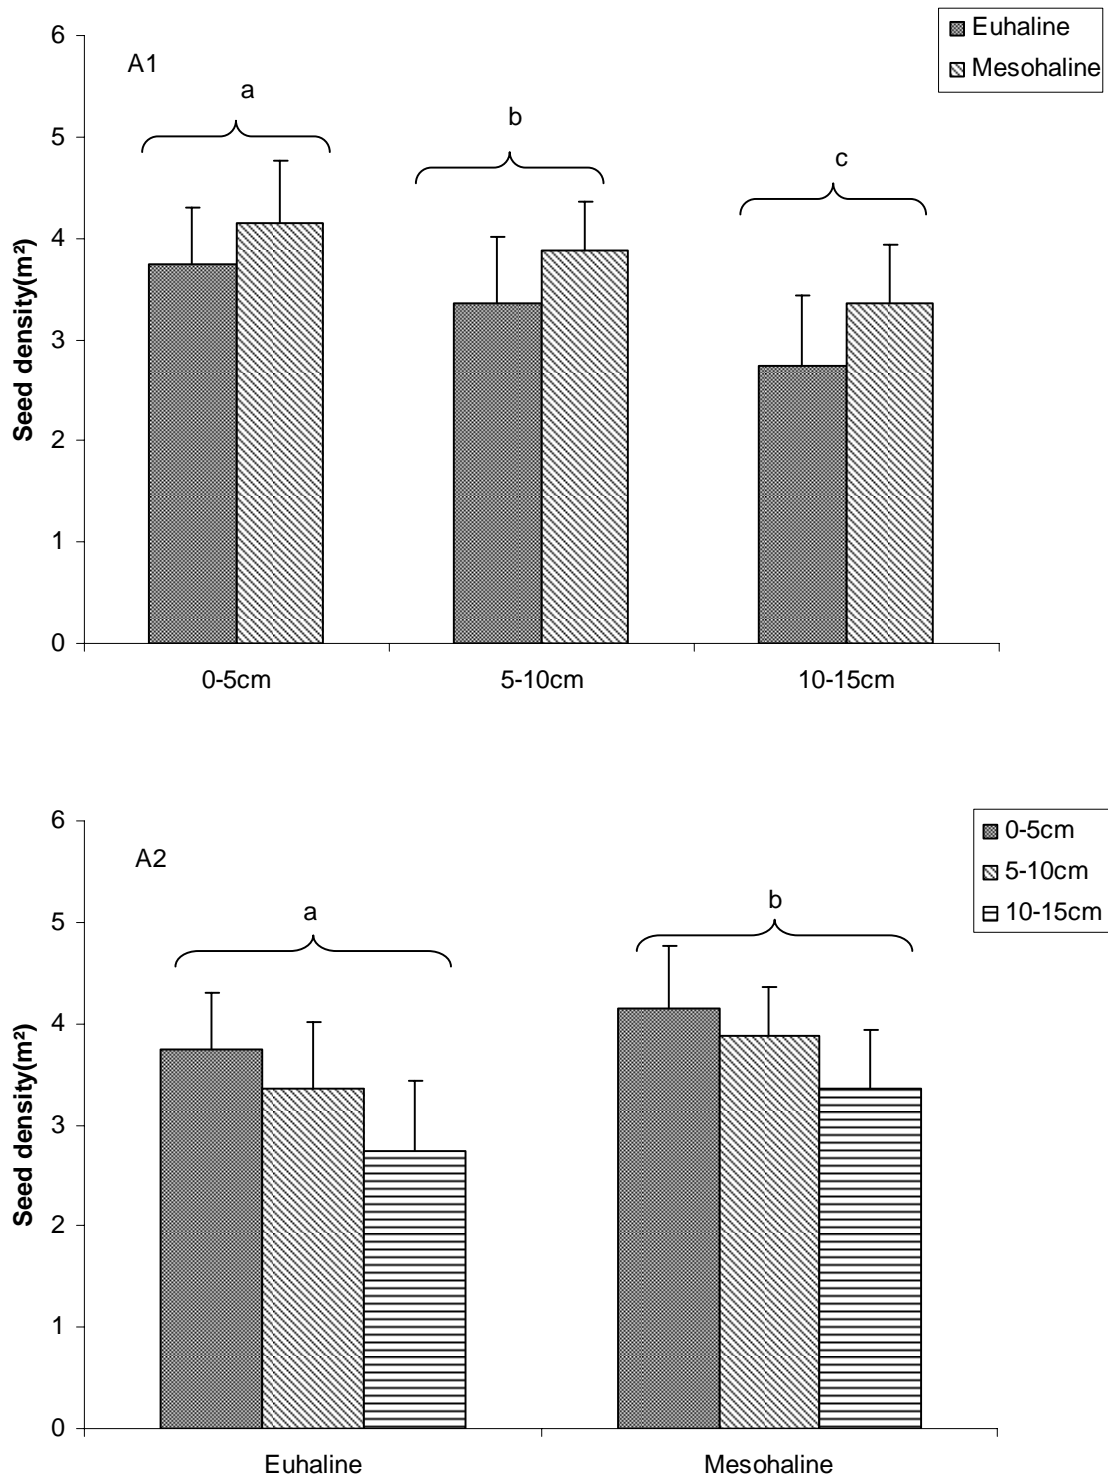 A1
Euhaline
Mesohaline
6
5
4
3
2
1
0
Seed density(m²)
a
b
c
0-5cm
5-10cm
10-15cm
A2
0-5cm
5-10cm
10-15cm
6
5
4
3
2
1
0
Seed density(m²)
a
b
Euhaline
Mesohaline